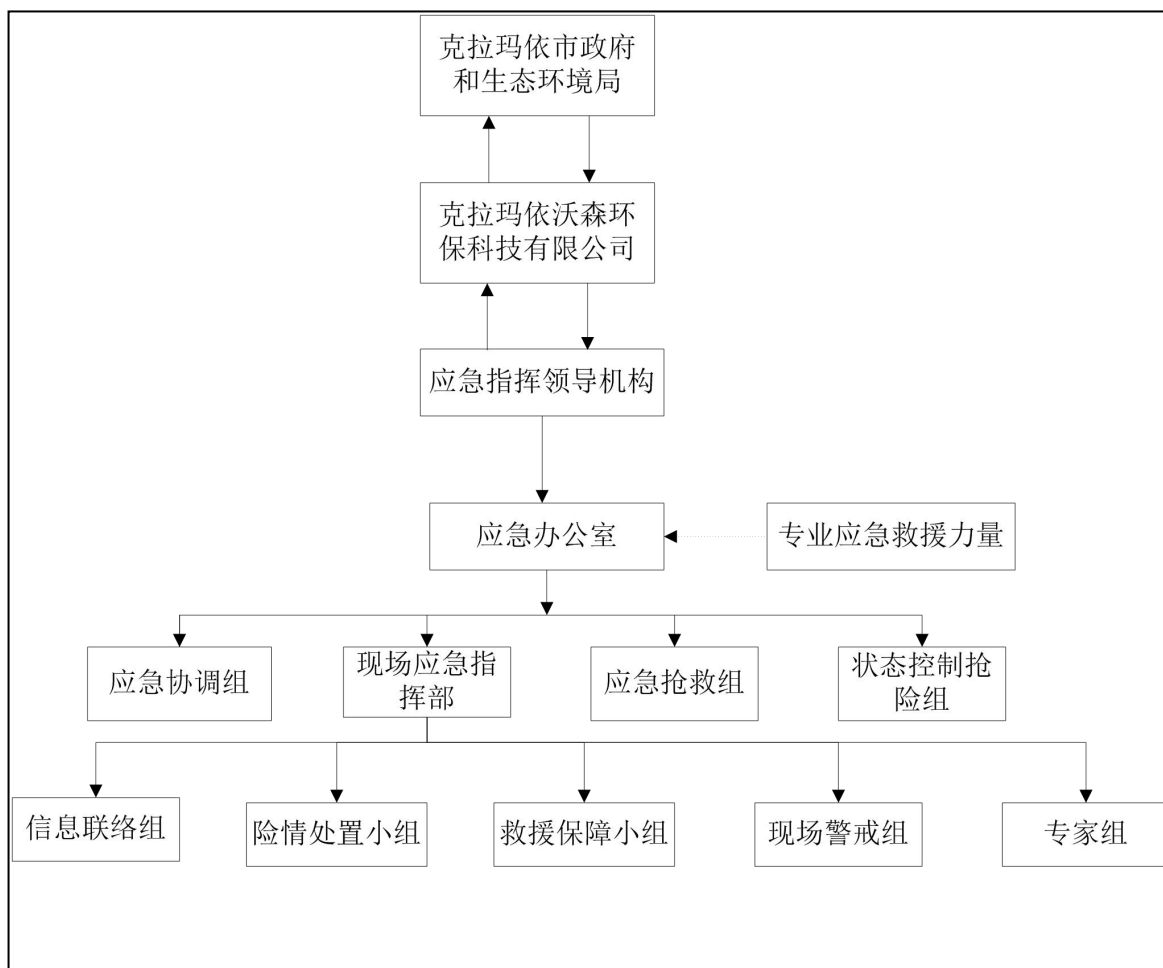 克拉玛依市政府
和生态环境局
克拉玛依沃森环
保科技有限公司
应急指挥领导机构
应急办公室
专业应急救援力量
应急协调组
现场应急指
挥部
应急抢救组
状态控制抢
险组
信息联络组
险情处置小组
救援保障小组
现场警戒组
专家组